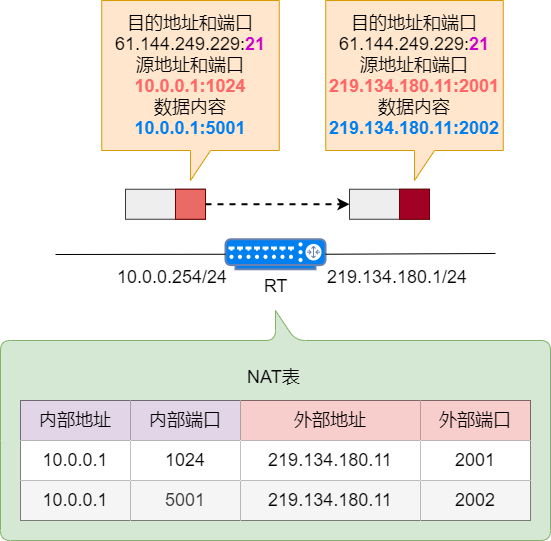 目的地址和端口
61.144.249.229:21
源地址和端口
10.0.0.1:1024
数据内容
10.0.0.1:5001
目的地址和端口
61.144.249.229:21
源地址和端口
219.134.180.11:2001
数据内容
219.134.180.11:2002
10.0.0.254/24
RT
219.134.180.1/24
NAT表
内部地址 内部端口 外部地址 外部端口
10.0.0.1 1024 219.134.180.11 2001
10.0.0.1 5001 219.134.180.11 2002